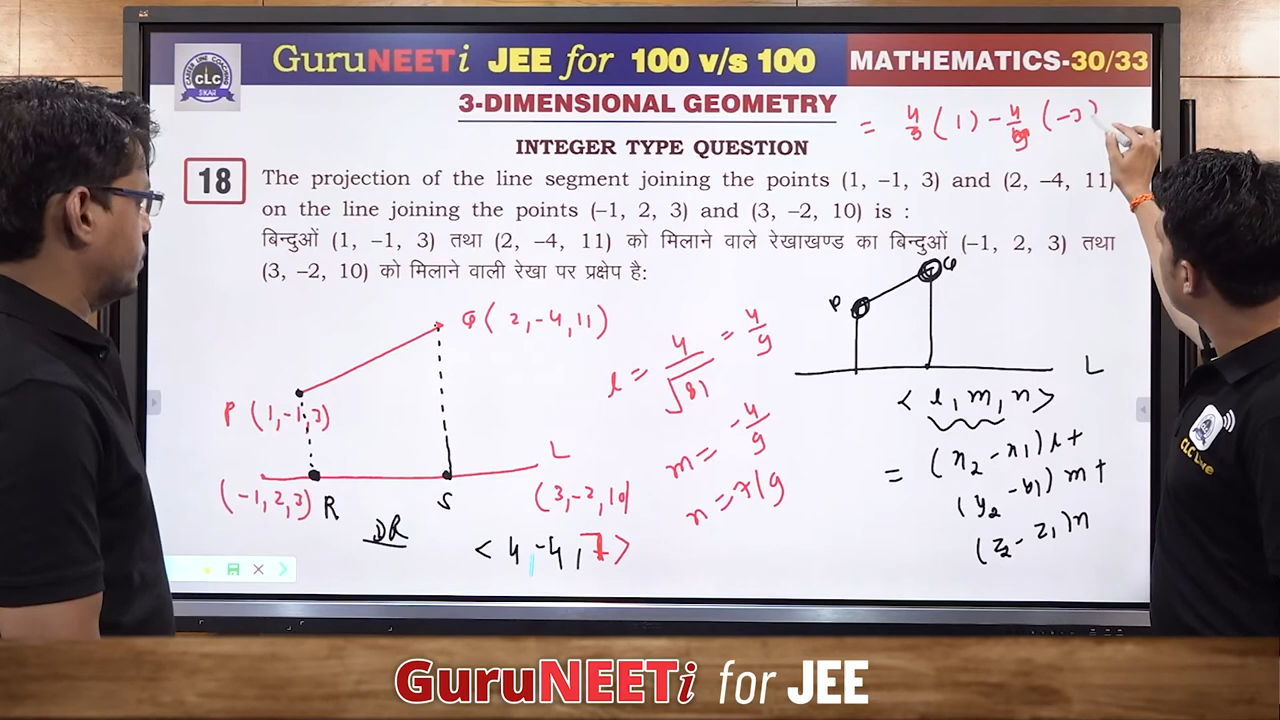 GuruNEETi JEE for 100 v/s 100
MATHEMATICS-30/33
CLC
SIKAR
3-DIMENSIONAL GEOMETRY
= 4/3 (1) - 4/9 (-3)
INTEGER TYPE QUESTION
18 The projection of the line segment joining the points (1, –1, 3) and (2, –4, 11)
on the line joining the points (–1, 2, 3) and (3, –2, 10) is :
बिन्दुओं (1, –1, 3) तथा (2, –4, 11) को मिलाने वाले रेखाखण्ड का बिन्दुओं (–1, 2, 3) तथा
(3, –2, 10) को मिलाने वाली रेखा पर प्रक्षेप है:
Q (2, -4, 11)
P (1, -1, 3)
L
(-1, 2, 3) R
S
(3, -2, 10)
DR
< 4, -4, 7 >
l = 4/√81 = 4/9
m = -4/9
n = 7/9
P
Q
L
< l, m, n >
= (x2 - x1) l +
(y2 - y1) m +
(z2 - z1) n
CLC Live
GuruNEETi for JEE